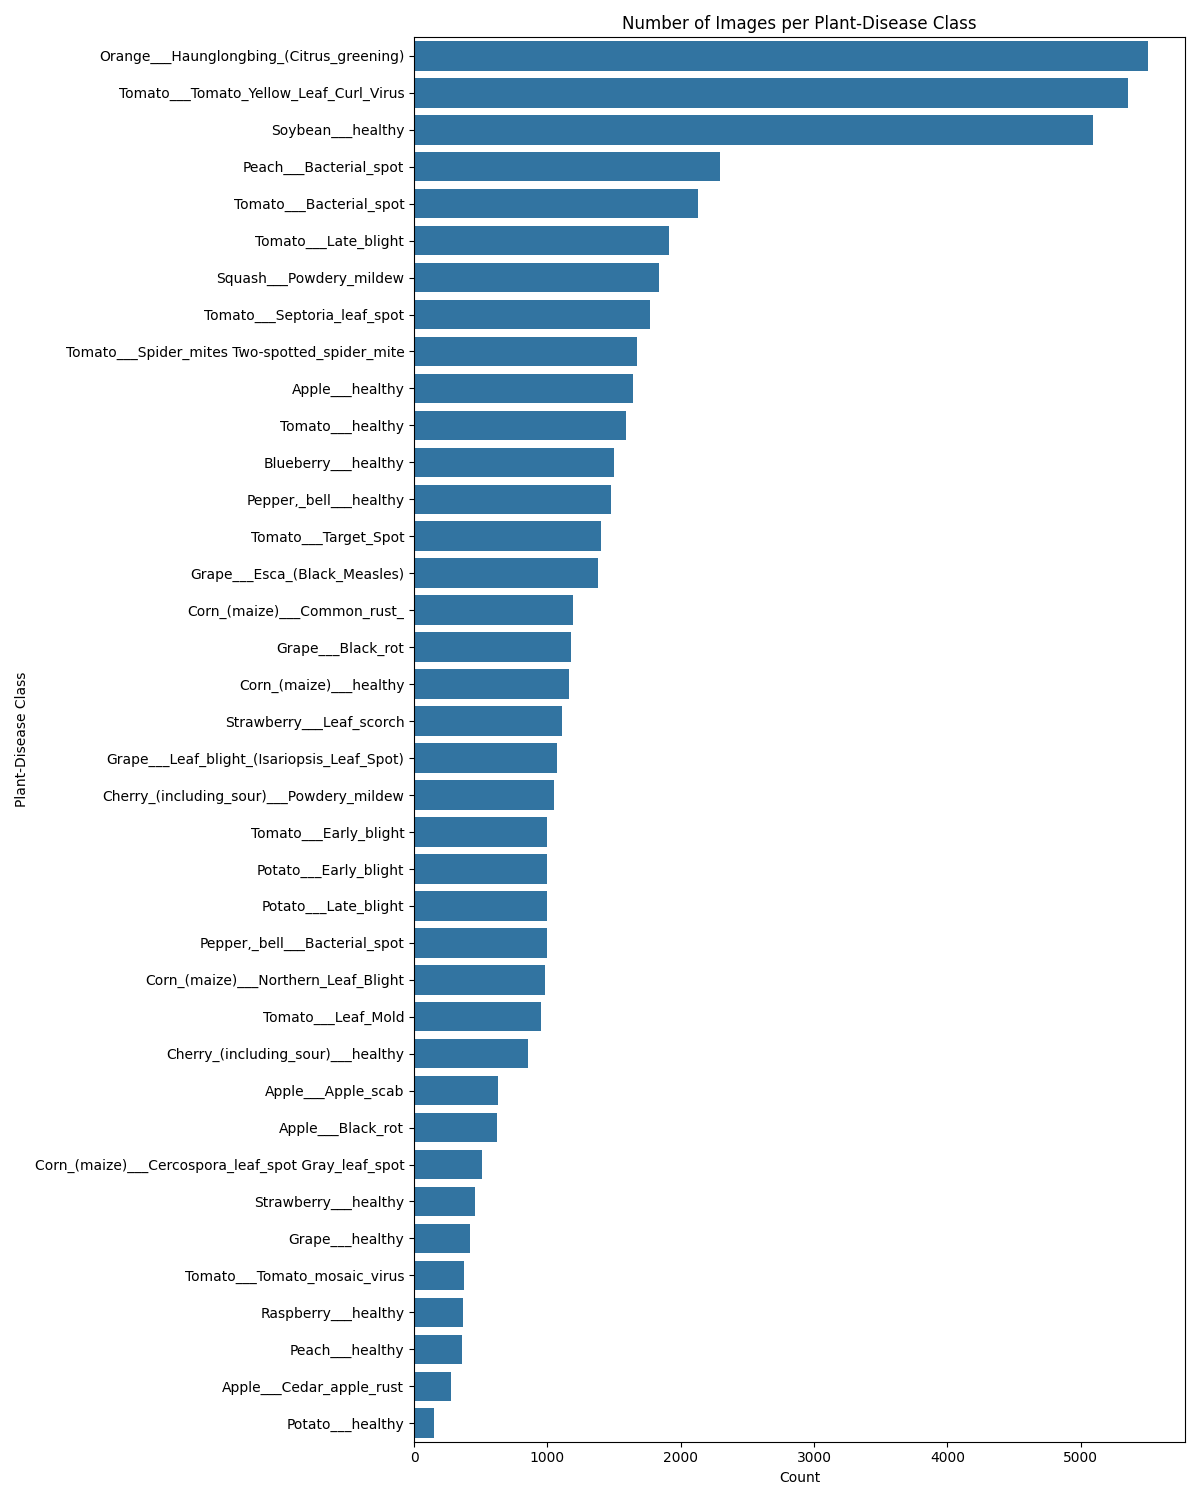 Number of Images per Plant-Disease Class
Orange___Haunglongbing_(Citrus_greening)
Tomato___Tomato_Yellow_Leaf_Curl_Virus
Soybean___healthy
Peach___Bacterial_spot
Tomato___Bacterial_spot
Tomato___Late_blight
Squash___Powdery_mildew
Tomato___Septoria_leaf_spot
Tomato___Spider_mites Two-spotted_spider_mite
Apple___healthy
Tomato___healthy
Blueberry___healthy
Pepper,_bell___healthy
Tomato___Target_Spot
Grape___Esca_(Black_Measles)
Corn_(maize)___Common_rust_
Grape___Black_rot
Corn_(maize)___healthy
Strawberry___Leaf_scorch
Grape___Leaf_blight_(Isariopsis_Leaf_Spot)
Cherry_(including_sour)___Powdery_mildew
Tomato___Early_blight
Potato___Early_blight
Potato___Late_blight
Pepper,_bell___Bacterial_spot
Corn_(maize)___Northern_Leaf_Blight
Tomato___Leaf_Mold
Cherry_(including_sour)___healthy
Apple___Apple_scab
Apple___Black_rot
Corn_(maize)___Cercospora_leaf_spot Gray_leaf_spot
Strawberry___healthy
Grape___healthy
Tomato___Tomato_mosaic_virus
Raspberry___healthy
Peach___healthy
Apple___Cedar_apple_rust
Potato___healthy
Plant-Disease Class
0 1000 2000 3000 4000 5000
Count